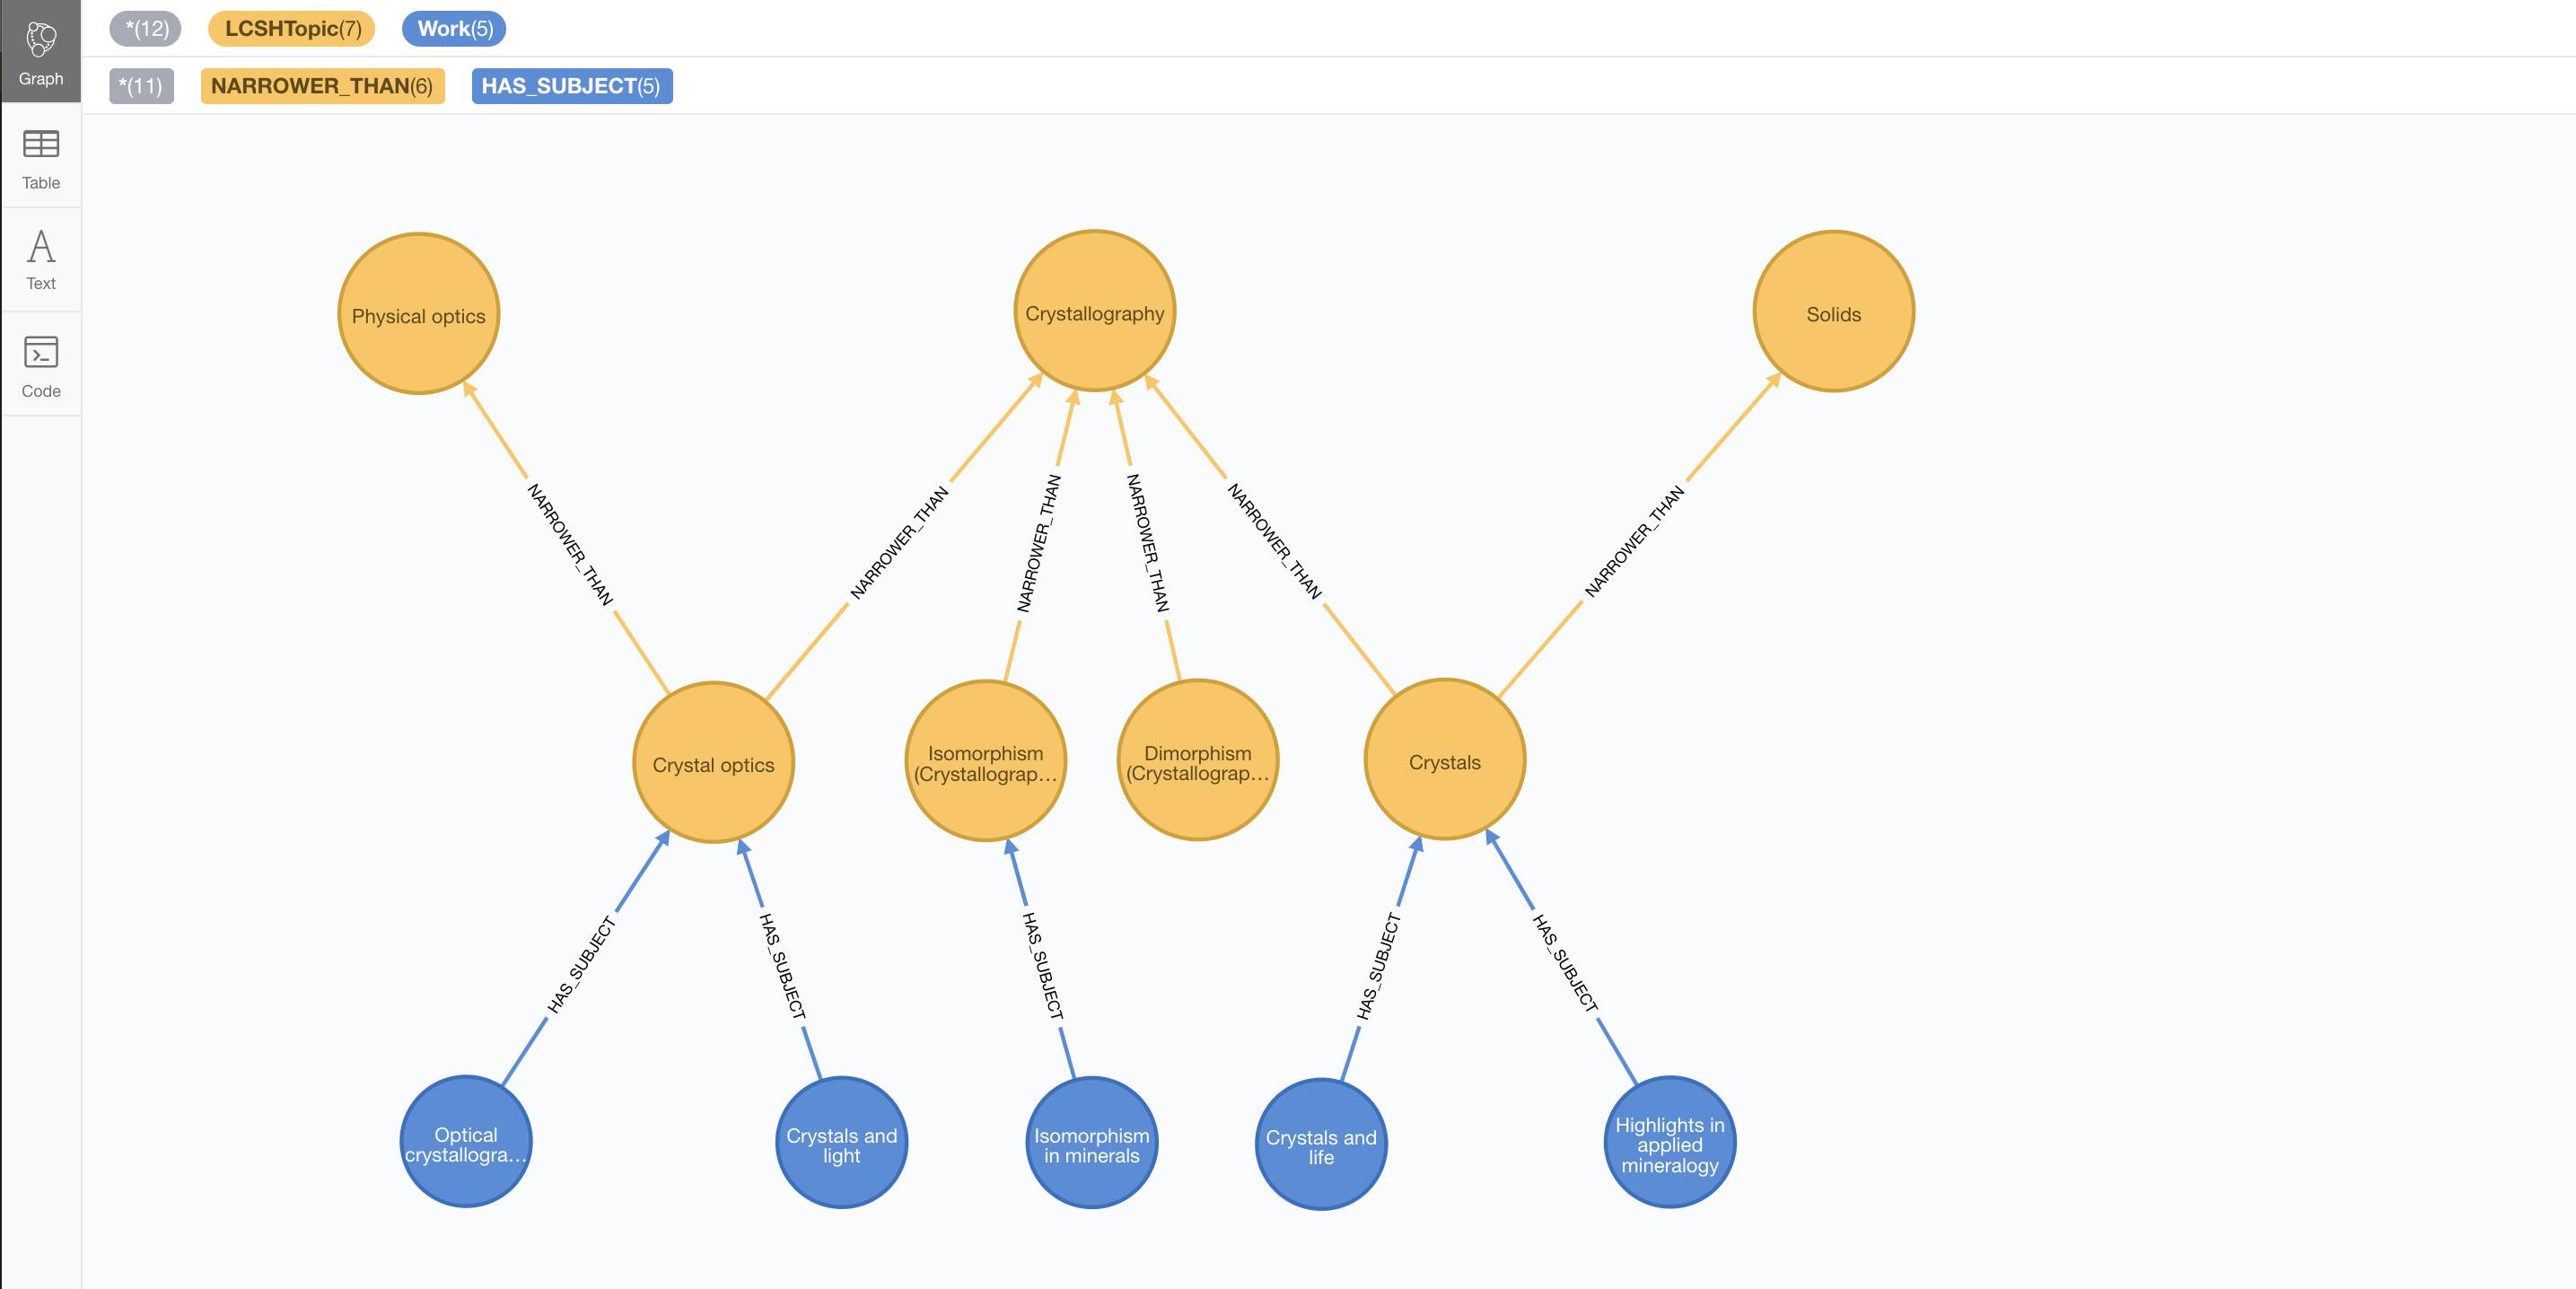 *(12) LCSHTopic(7) Work(5)
*(11) NARROWER_THAN(6) HAS_SUBJECT(5)
Graph
Table
Text
Code
Physical optics
Crystallography
Solids
NARROWER_THAN
NARROWER_THAN
NARROWER_THAN
NARROWER_THAN
NARROWER_THAN
NARROWER_THAN
Crystal optics
Isomorphism
(Crystallograp…
Dimorphism
(Crystallograp…
Crystals
HAS_SUBJECT
HAS_SUBJECT
HAS_SUBJECT
HAS_SUBJECT
HAS_SUBJECT
Optical
crystallogra…
Crystals and
light
Isomorphism
in minerals
Crystals and
life
Highlights in
applied
mineralogy